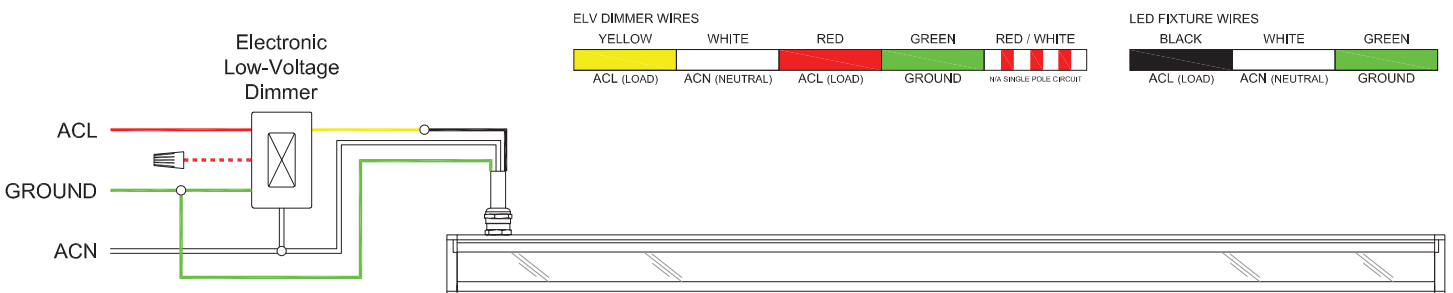 ELV DIMMER WIRES
YELLOW WHITE RED GREEN RED / WHITE
ACL (LOAD) ACN (NEUTRAL) ACL (LOAD) GROUND N/A SINGLE POLE CIRCUIT
LED FIXTURE WIRES
BLACK WHITE GREEN
ACL (LOAD) ACN (NEUTRAL) GROUND
Electronic
Low-Voltage
Dimmer
ACL
GROUND
ACN